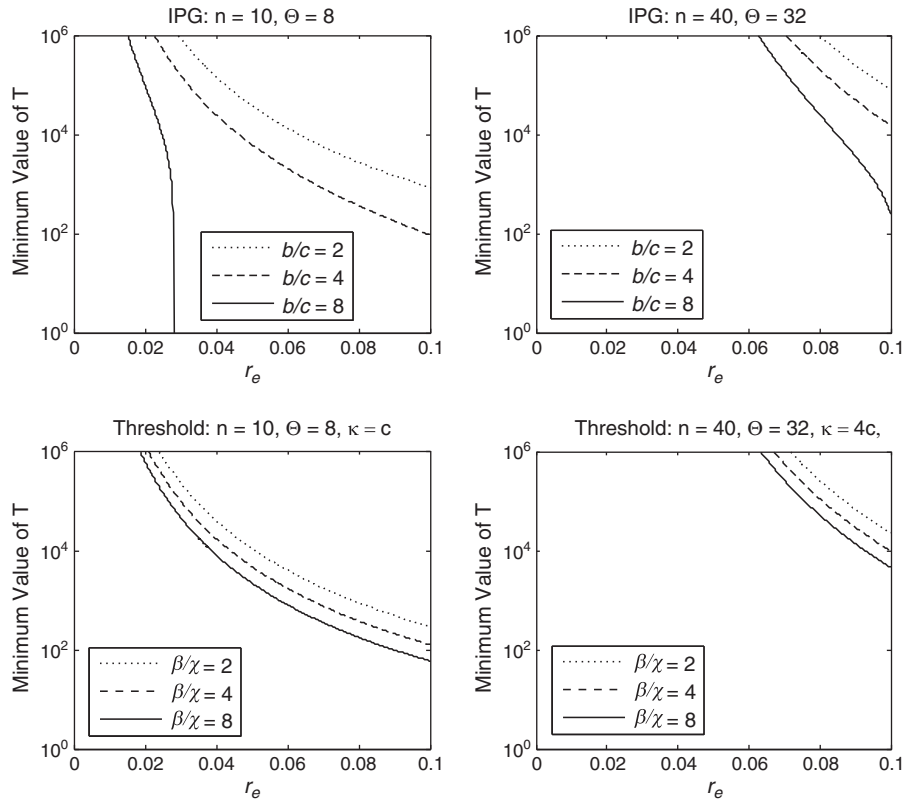 IPG: n = 10, Θ = 8
Minimum Value of T
10^6
10^4
10^2
10^0
b/c = 2
b/c = 4
b/c = 8
0 0.02 0.04 0.06 0.08 0.1
r_e
IPG: n = 40, Θ = 32
Minimum Value of T
10^6
10^4
10^2
10^0
b/c = 2
b/c = 4
b/c = 8
0 0.02 0.04 0.06 0.08 0.1
r_e
Threshold: n = 10, Θ = 8, κ = c
Minimum Value of T
10^6
10^4
10^2
10^0
β/χ = 2
β/χ = 4
β/χ = 8
0 0.02 0.04 0.06 0.08 0.1
r_e
Threshold: n = 40, Θ = 32, κ = 4c,
Minimum Value of T
10^6
10^4
10^2
10^0
β/χ = 2
β/χ = 4
β/χ = 8
0 0.02 0.04 0.06 0.08 0.1
r_e